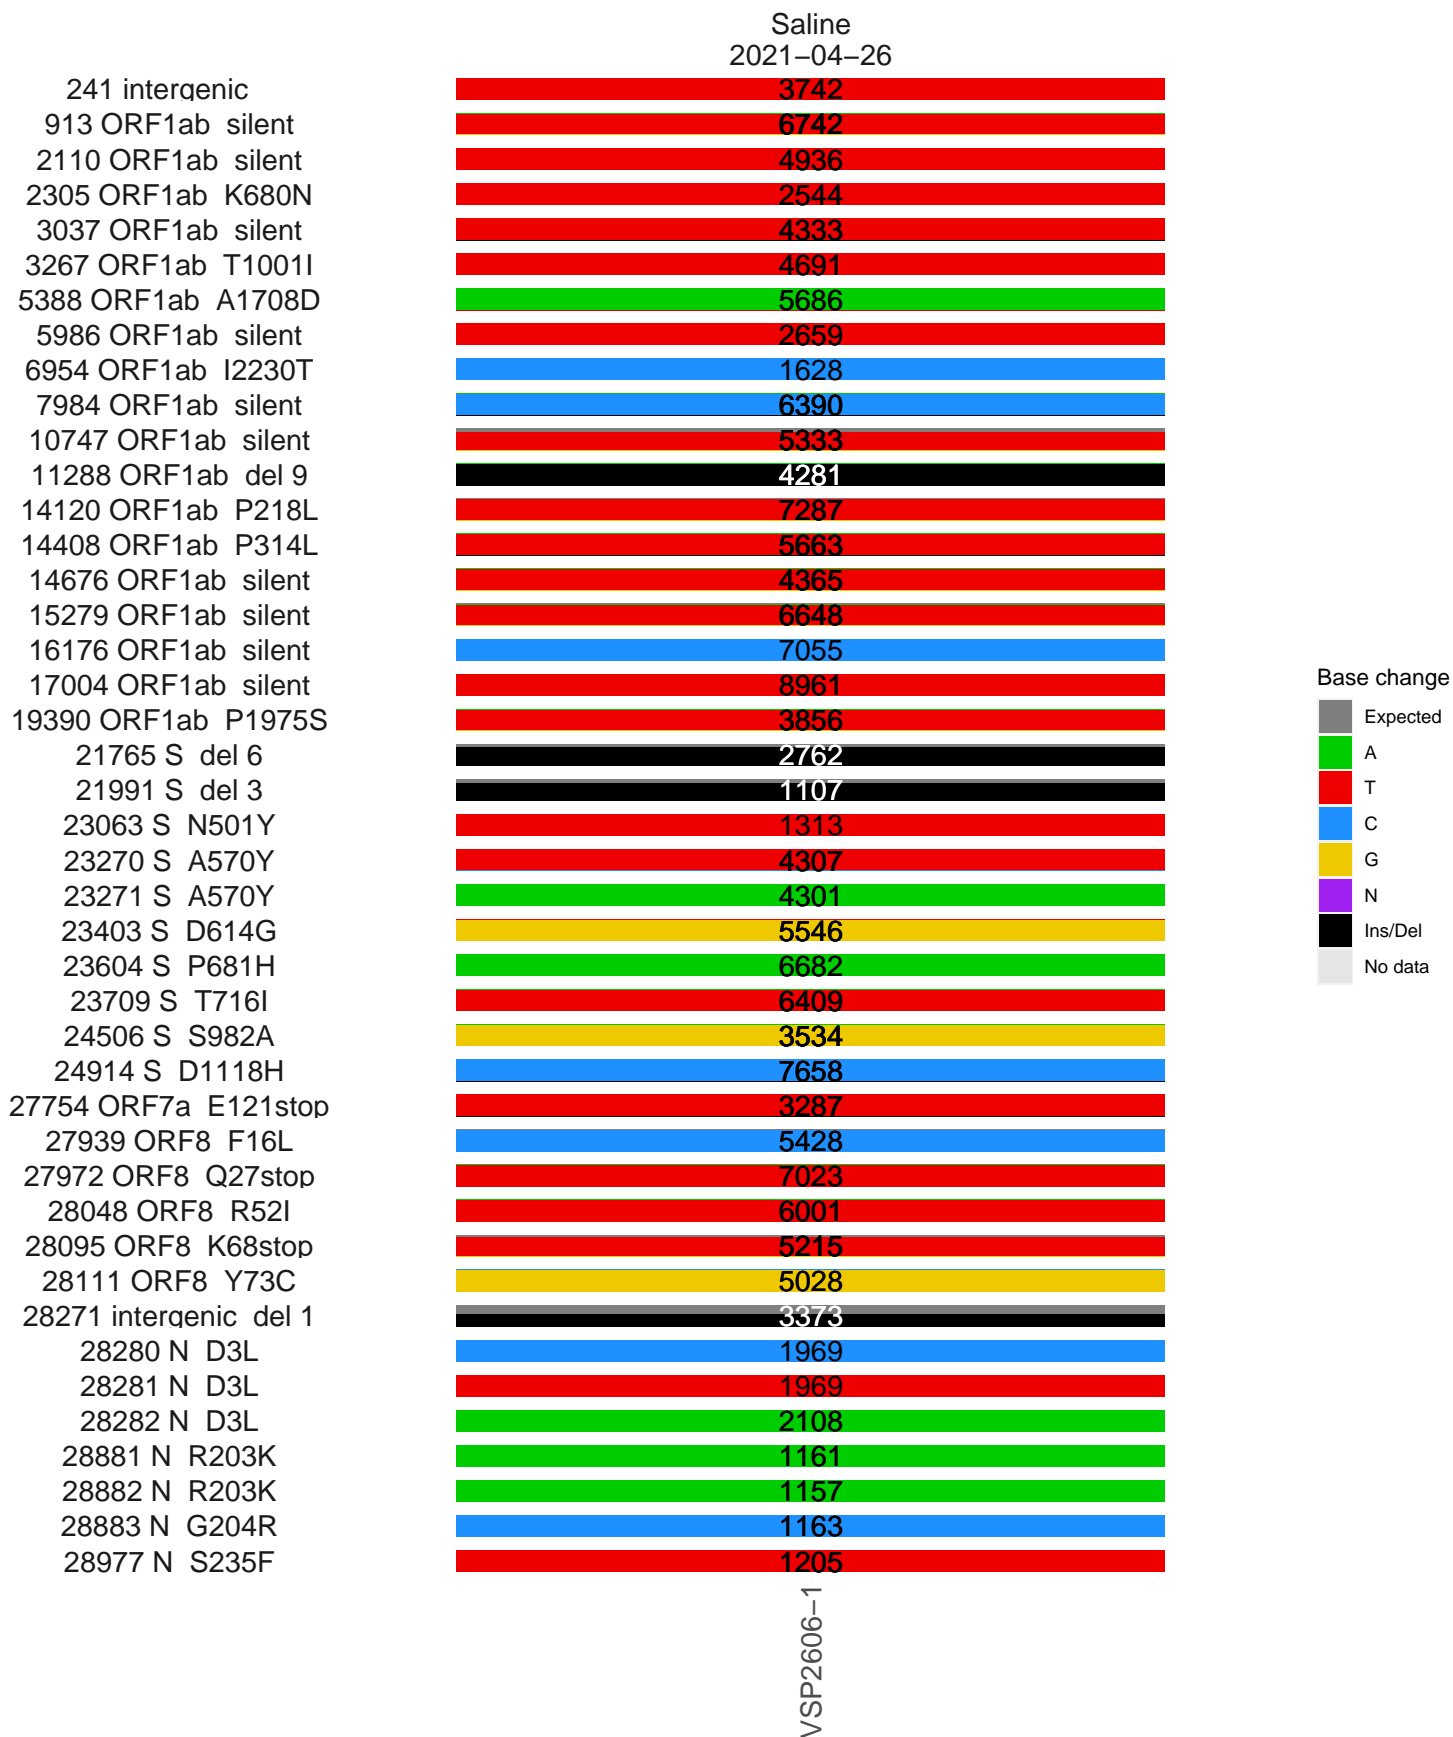 Saline
2021−04−26
241 intergenic 3742
913 ORF1ab silent 6742
2110 ORF1ab silent 4936
2305 ORF1ab K680N 2544
3037 ORF1ab silent 4333
3267 ORF1ab T1001I 4691
5388 ORF1ab A1708D 5686
5986 ORF1ab silent 2659
6954 ORF1ab I2230T 1628
7984 ORF1ab silent 6390
10747 ORF1ab silent 5333
11288 ORF1ab del 9 4281
14120 ORF1ab P218L 7287
14408 ORF1ab P314L 5663
14676 ORF1ab silent 4365
15279 ORF1ab silent 6648
16176 ORF1ab silent 7055
17004 ORF1ab silent 8961
19390 ORF1ab P1975S 3856
21765 S del 6 2762
21991 S del 3 1107
23063 S N501Y 1313
23270 S A570Y 4307
23271 S A570Y 4301
23403 S D614G 5546
23604 S P681H 6682
23709 S T716I 6409
24506 S S982A 3534
24914 S D1118H 7658
27754 ORF7a E121stop 3287
27939 ORF8 F16L 5428
27972 ORF8 Q27stop 7023
28048 ORF8 R52I 6001
28095 ORF8 K68stop 5215
28111 ORF8 Y73C 5028
28271 intergenic del 1 3373
28280 N D3L 1969
28281 N D3L 1969
28282 N D3L 2108
28881 N R203K 1161
28882 N R203K 1157
28883 N G204R 1163
28977 N S235F 1205
VSP2606−1
Base change
Expected
A
T
C
G
N
Ins/Del
No data